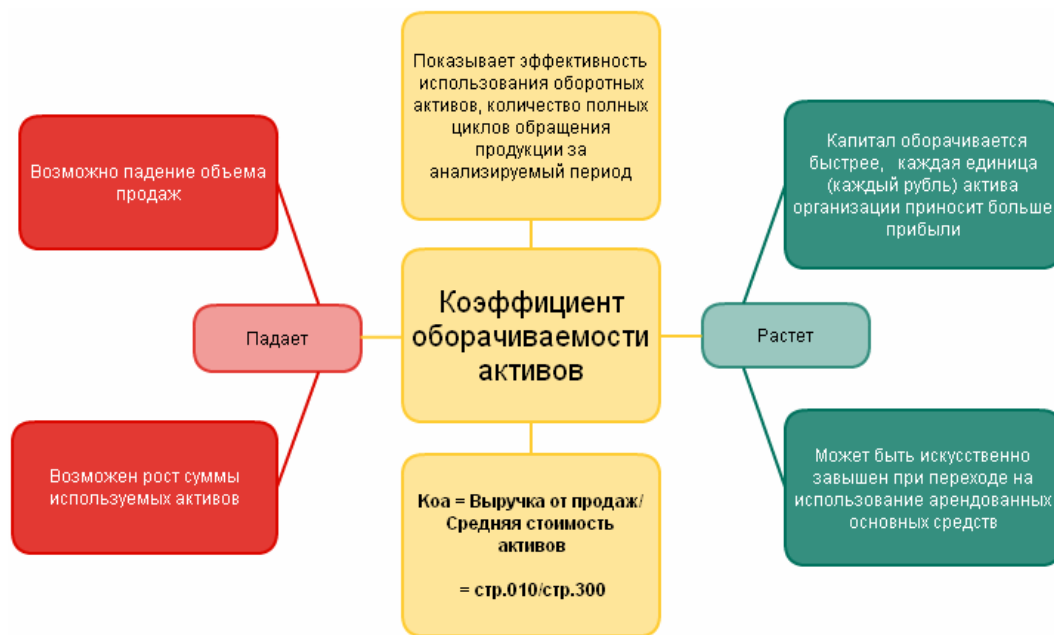 Показывает эффективность
использования оборотных
активов, количество полных
циклов обращения
продукции за
анализируемый период
Возможно падение объема
продаж
Капитал оборачивается
быстрее, каждая единица
(каждый рубль) актива
организации приносит больше
прибыли
Падает
Коэффициент
оборачиваемости
активов
Растет
Возможен рост суммы
используемых активов
Коа = Выручка от продаж/
Средняя стоимость
активов
= стр.010/стр.300
Может быть искусственно
завышен при переходе на
использование арендованных
основных средств